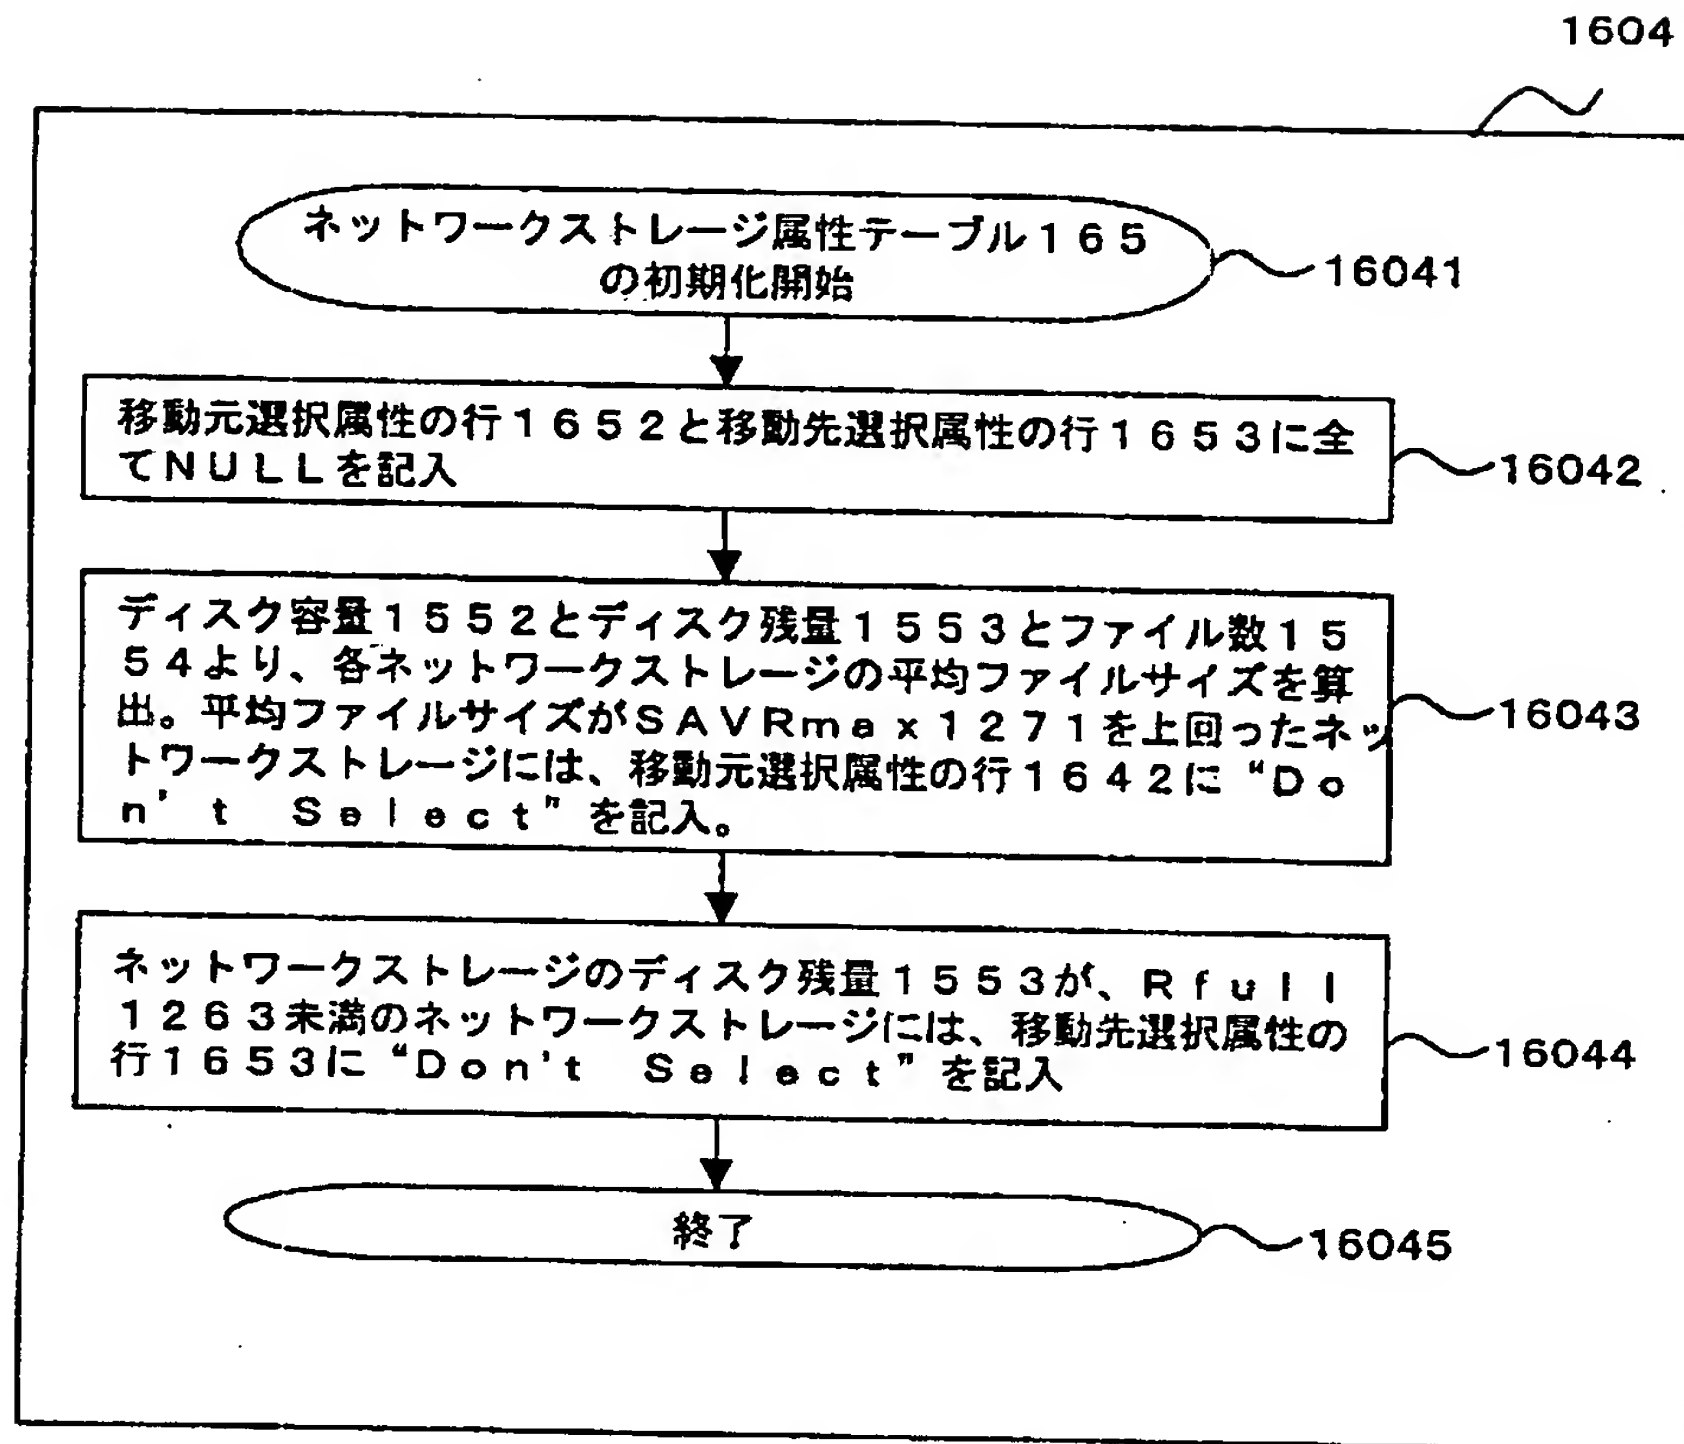 1604
ネットワークストレージ属性テーブル１６５
の初期化開始
16041
移動元選択属性の行１６５２と移動先選択属性の行１６５３に全
てＮＵＬＬを記入
16042
ディスク容量１５５２とディスク残量１５５３とファイル数１５
５４より、各ネットワークストレージの平均ファイルサイズを算
出。平均ファイルサイズがＳＡＶＲｍａｘ１２７１を上回ったネッ
トワークストレージには、移動元選択属性の行１６４２に“Ｄｏ
ｎ’ｔ　Ｓｅｌｅｃｔ”を記入。
16043
ネットワークストレージのディスク残量１５５３が、Ｒｆｕｌｌ
１２６３未満のネットワークストレージには、移動先選択属性の
行１６５３に“Ｄｏｎ'ｔ　Ｓｅｌｅｃｔ”を記入
16044
終了
16045